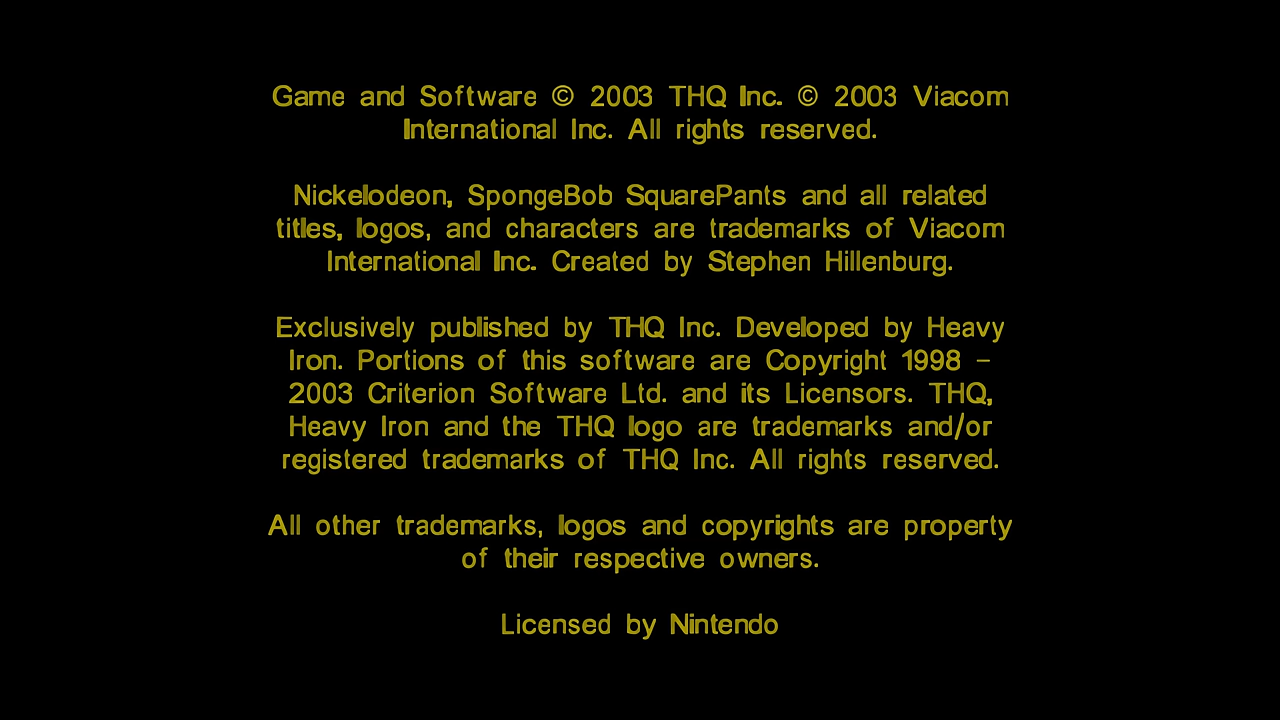 Game and Software © 2003 THQ Inc. © 2003 Viacom
International Inc. All rights reserved.
Nickelodeon, SpongeBob SquarePants and all related
titles, logos, and characters are trademarks of Viacom
International Inc. Created by Stephen Hillenburg.
Exclusively published by THQ Inc. Developed by Heavy
Iron. Portions of this software are Copyright 1998 –
2003 Criterion Software Ltd. and its Licensors. THQ,
Heavy Iron and the THQ logo are trademarks and/or
registered trademarks of THQ Inc. All rights reserved.
All other trademarks, logos and copyrights are property
of their respective owners.
Licensed by Nintendo